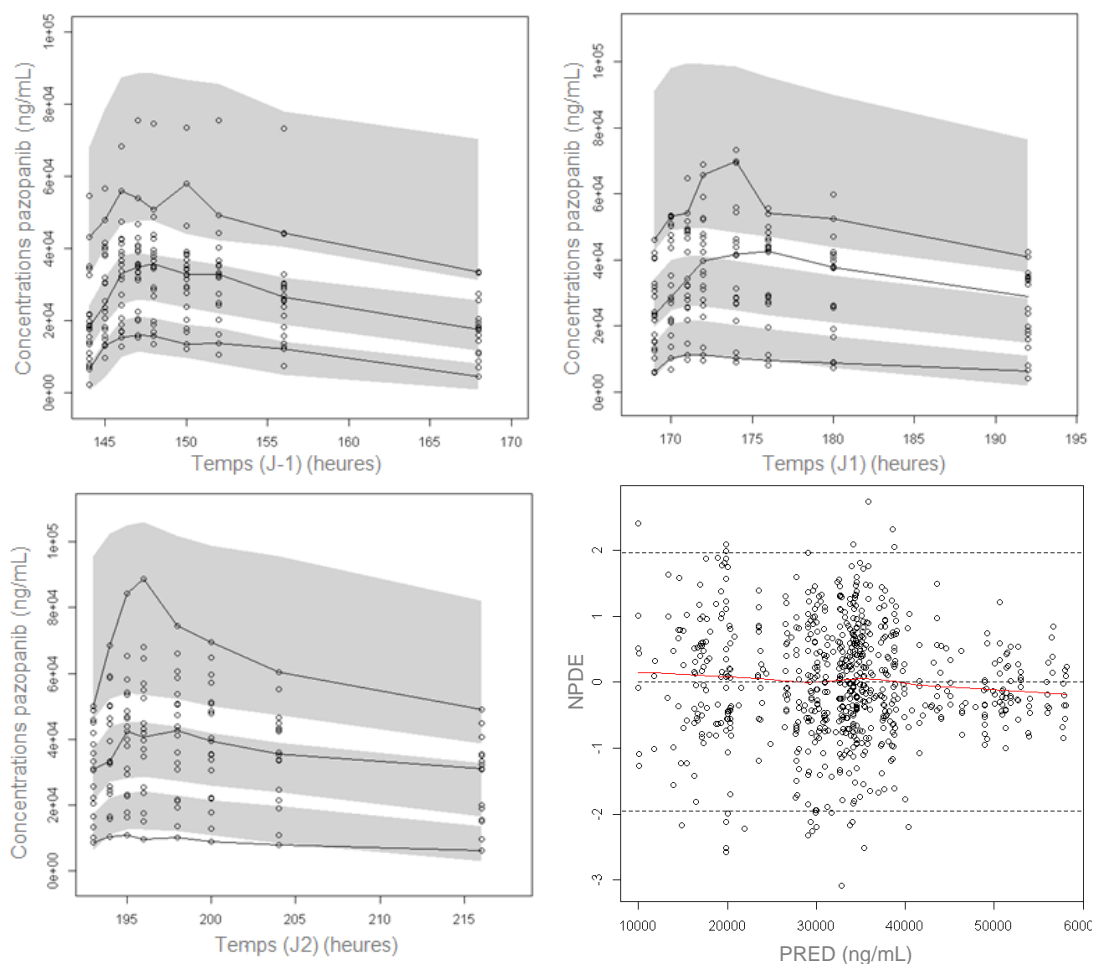 Concentrations pazopanib (ng/mL)
0e+00 2e+04 4e+04 6e+04 8e+04 1e+05
145 150 155 160 165 170
Temps (J-1) (heures)
Concentrations pazopanib (ng/mL)
0e+00 2e+04 4e+04 6e+04 8e+04 1e+05
170 175 180 185 190 195
Temps (J1) (heures)
Concentrations pazopanib (ng/mL)
0e+00 2e+04 4e+04 6e+04 8e+04 1e+05
195 200 205 210 215
Temps (J2) (heures)
NPDE
-3 -2 -1 0 1 2
10000 20000 30000 40000 50000 6000
PRED (ng/mL)